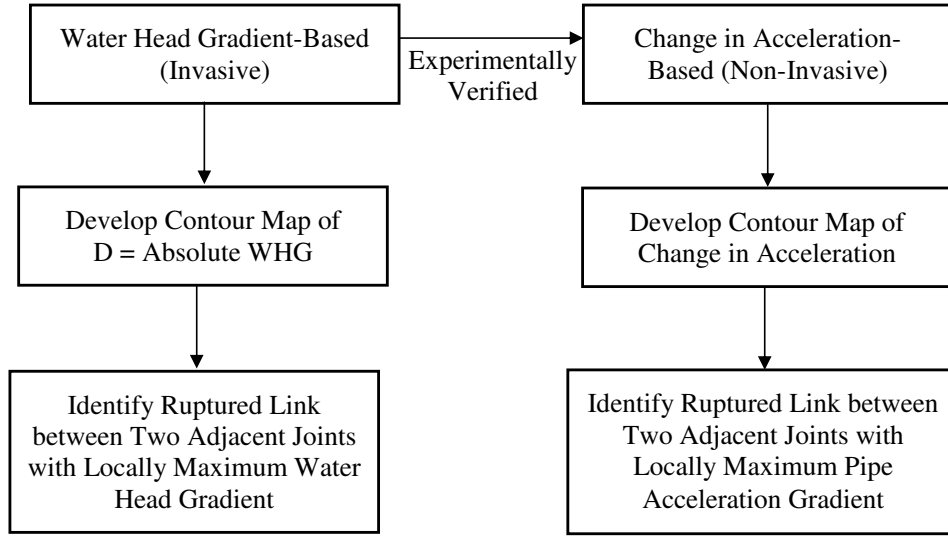 Water Head Gradient-Based
(Invasive)
Experimentally
Verified
Change in Acceleration-
Based (Non-Invasive)
Develop Contour Map of
D = Absolute WHG
Develop Contour Map of
Change in Acceleration
Identify Ruptured Link
between Two Adjacent Joints
with Locally Maximum Water
Head Gradient
Identify Ruptured Link between
Two Adjacent Joints with
Locally Maximum Pipe
Acceleration Gradient